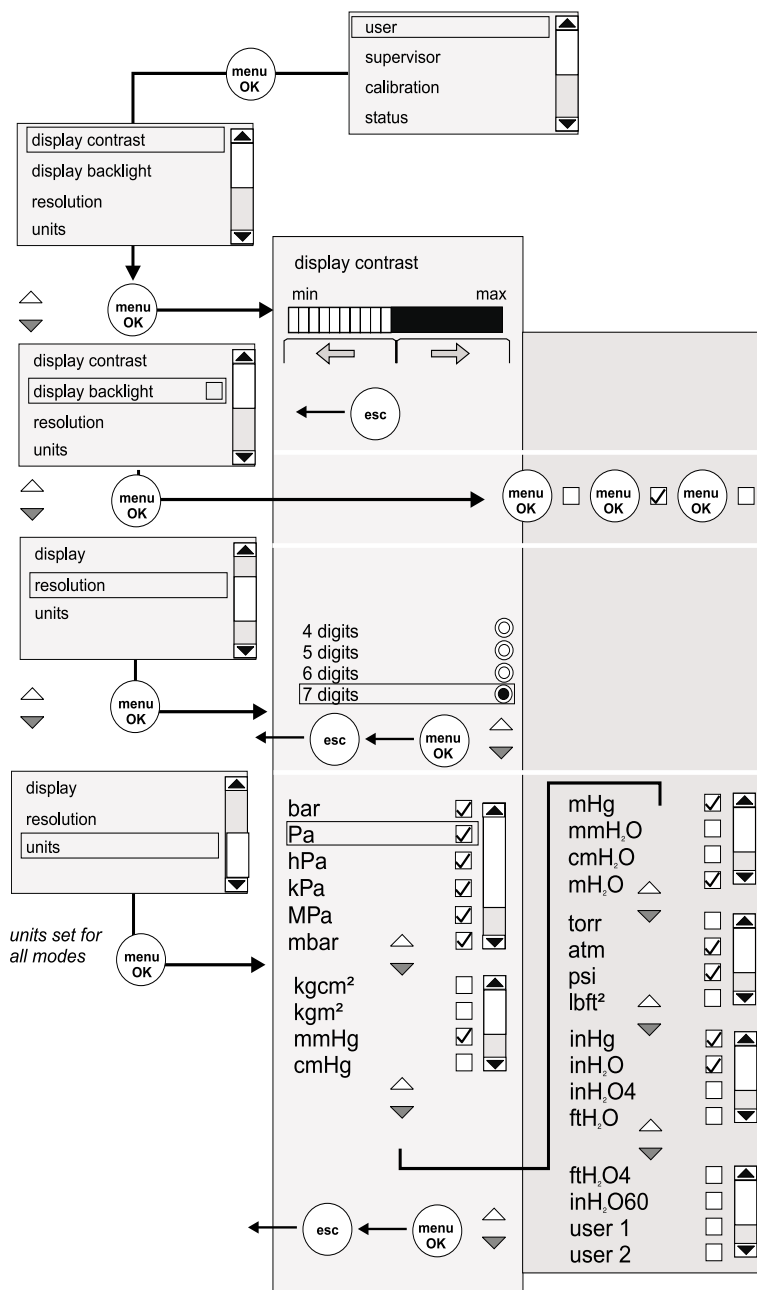 user
supervisor
calibration
status
menu
OK
display contrast
display backlight
resolution
units
menu
OK
display contrast
min max
esc
display contrast
display backlight
resolution
units
menu
OK
menu
OK
menu
OK
menu
OK
display
resolution
units
menu
OK
4 digits
5 digits
6 digits
7 digits
esc
menu
OK
display
resolution
units
units set for
all modes
menu
OK
bar
Pa
hPa
kPa
MPa
mbar
kgcm²
kgm²
mmHg
cmHg
esc
menu
OK
mHg
mmH₂O
cmH₂O
mH₂O
torr
atm
psi
lbft²
inHg
inH₂O
inH₂O4
ftH₂O
ftH₂O4
inH₂O60
user 1
user 2